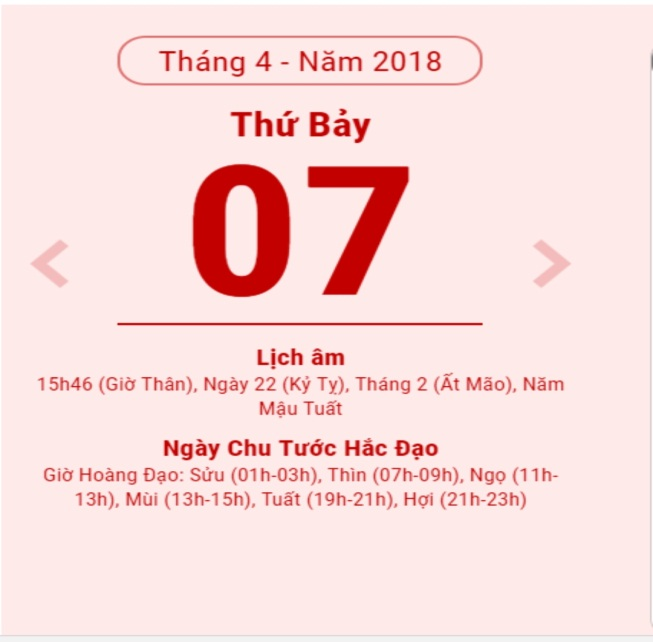 Tháng 4 - Năm 2018
Thứ Bảy
07
Lịch âm
15h46 (Giờ Thân), Ngày 22 (Kỷ Tỵ), Tháng 2 (Ất Mão), Năm
Mậu Tuất
Ngày Chu Tước Hắc Đạo
Giờ Hoàng Đạo: Sửu (01h-03h), Thìn (07h-09h), Ngọ (11h-
13h), Mùi (13h-15h), Tuất (19h-21h), Hợi (21h-23h)